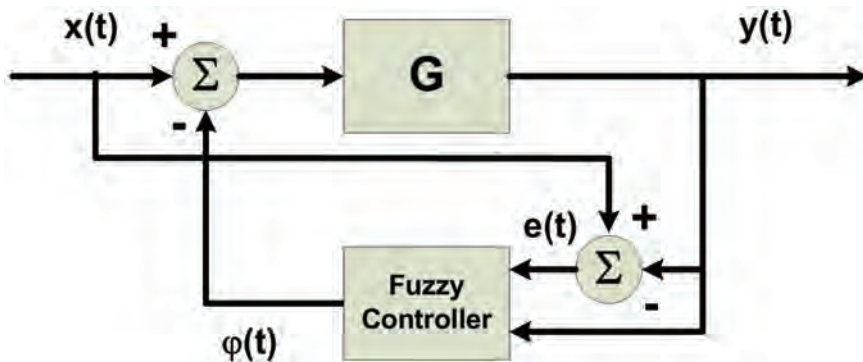 x(t)
+
Σ
-
G
y(t)
e(t)
+
Σ
-
Fuzzy
Controller
φ(t)